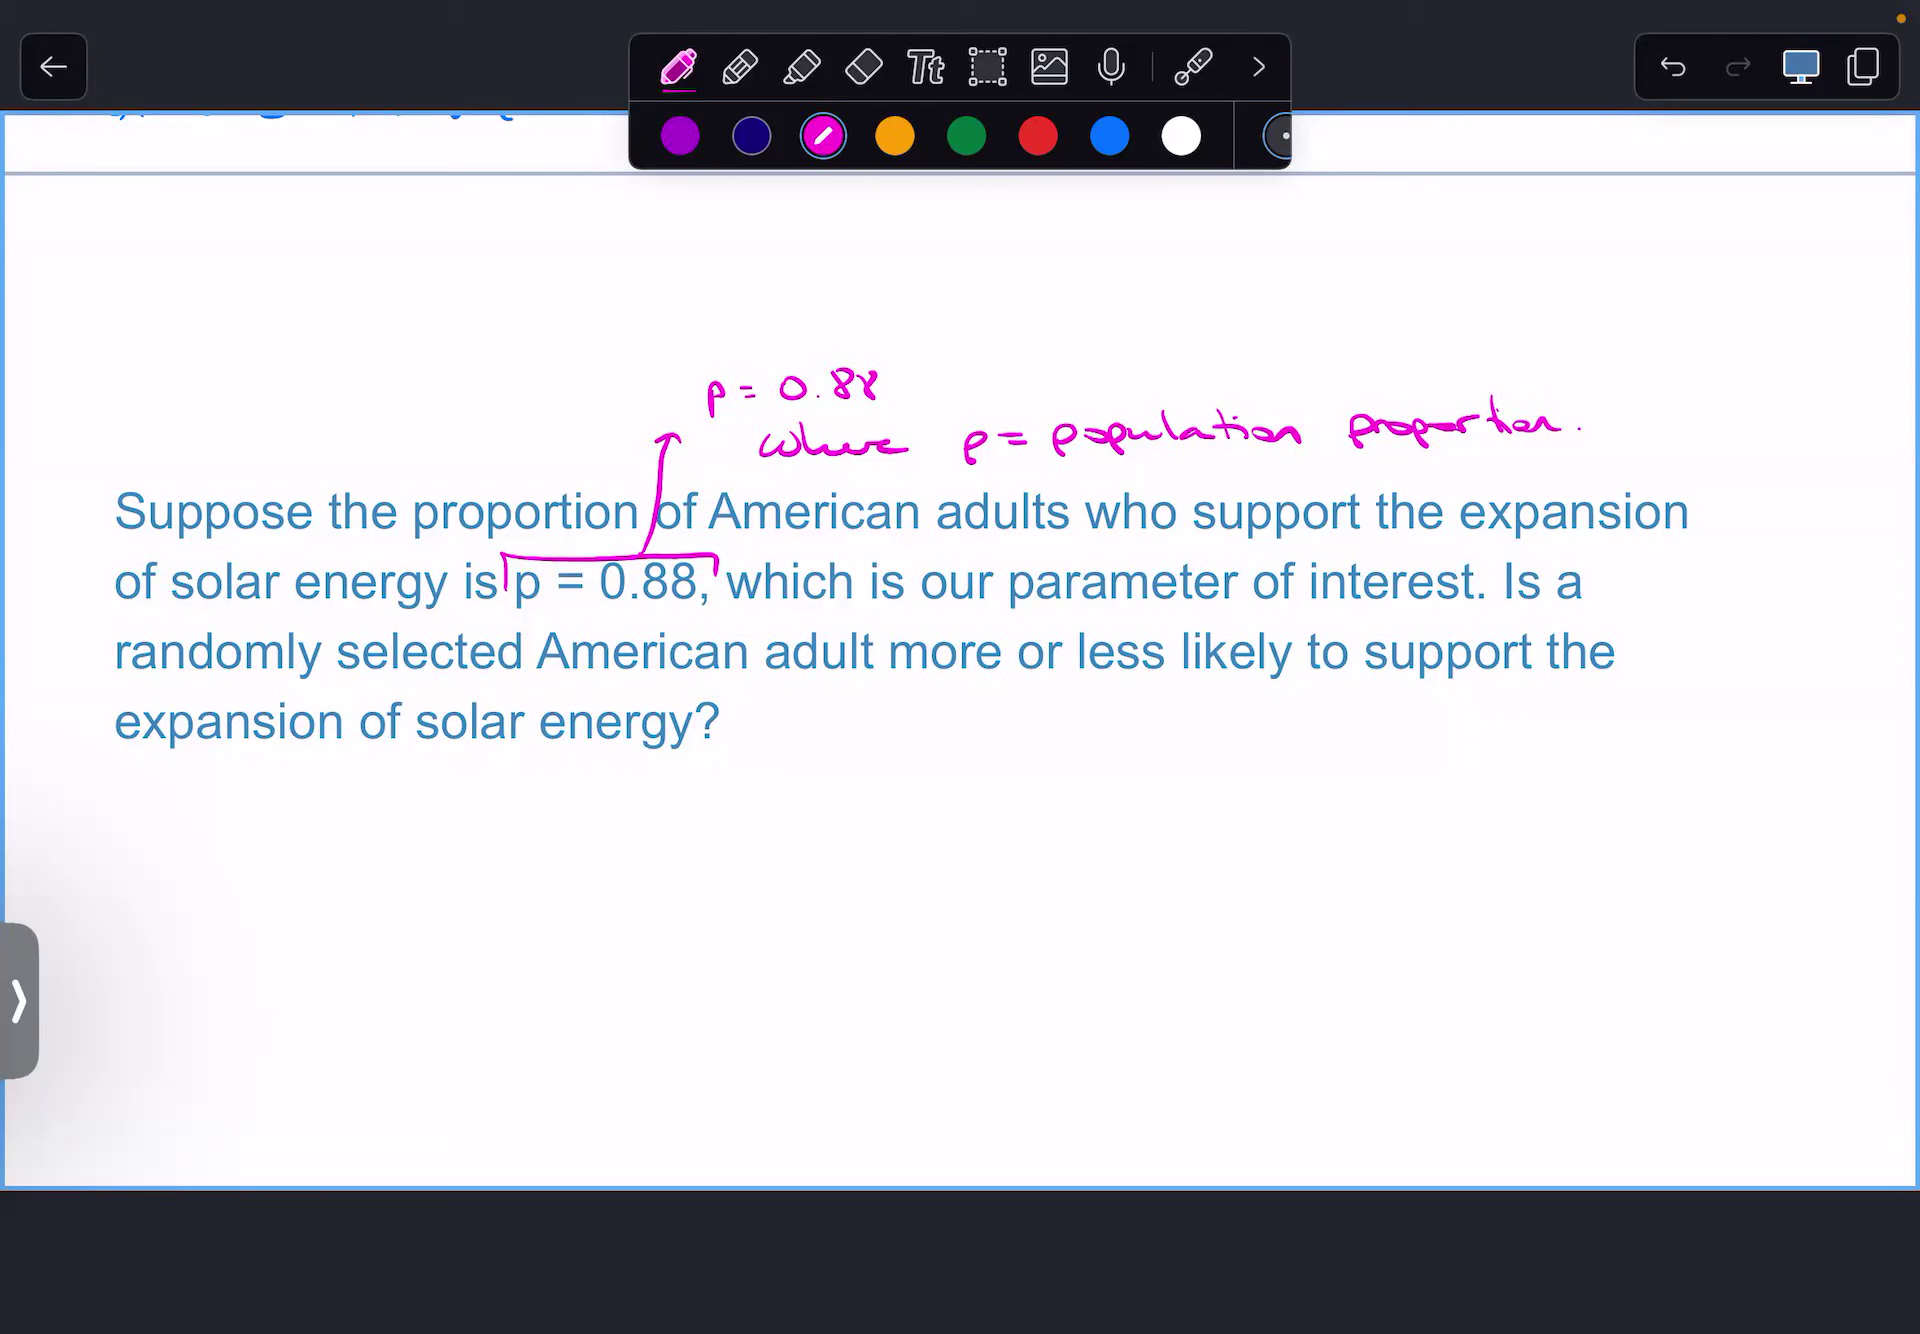 Tt
p = 0.88
where p = population proportion.
Suppose the proportion of American adults who support the expansion
of solar energy is p = 0.88, which is our parameter of interest. Is a
randomly selected American adult more or less likely to support the
expansion of solar energy?